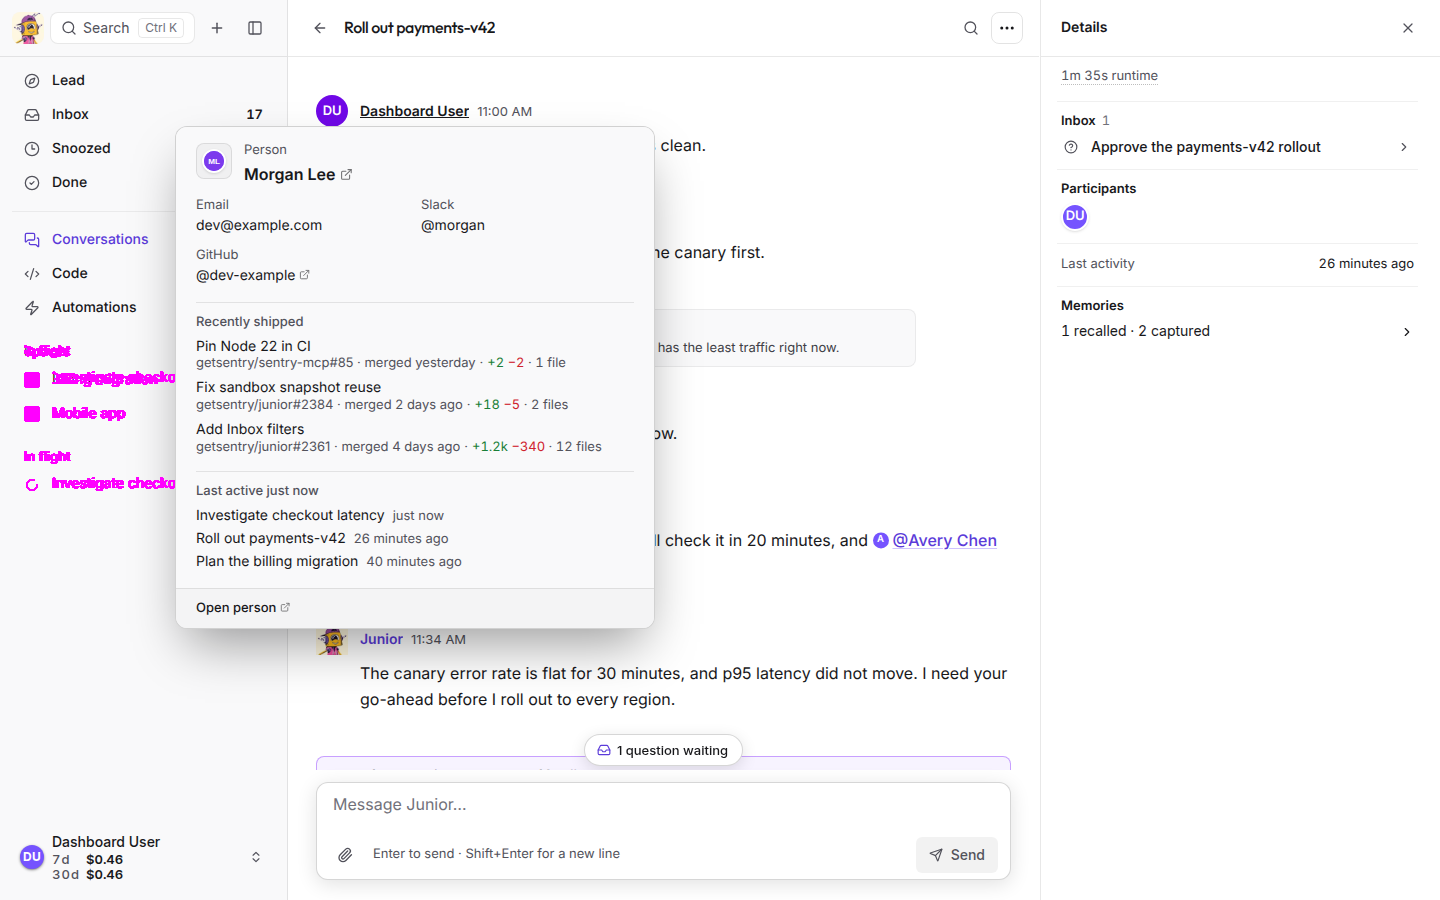 Search Ctrl K
Lead
Inbox 17
Snoozed
Done
Conversations
Code
Automations
Mobile app
In flight
Investigate checko
Dashboard User
7d $0.46
30d $0.46
Roll out payments-v42
DU Dashboard User 11:00 AM
clean.
canary first.
has the least traffic right now.
check it in 20 minutes, and A @Avery Chen
Junior 11:34 AM
The canary error rate is flat for 30 minutes, and p95 latency did not move. I need your
go-ahead before I roll out to every region.
1 question waiting
Message Junior...
Enter to send · Shift+Enter for a new line
Send
ML
Person
Morgan Lee
Email
dev@example.com
Slack
@morgan
GitHub
@dev-example
Recently shipped
Pin Node 22 in CI
getsentry/sentry-mcp#85 · merged yesterday · +2 −2 · 1 file
Fix sandbox snapshot reuse
getsentry/junior#2384 · merged 2 days ago · +18 −5 · 2 files
Add Inbox filters
getsentry/junior#2361 · merged 4 days ago · +1.2k −340 · 12 files
Last active just now
Investigate checkout latency just now
Roll out payments-v42 26 minutes ago
Plan the billing migration 40 minutes ago
Open person
Details
1m 35s runtime
Inbox 1
Approve the payments-v42 rollout
Participants
DU
Last activity 26 minutes ago
Memories
1 recalled · 2 captured
DU